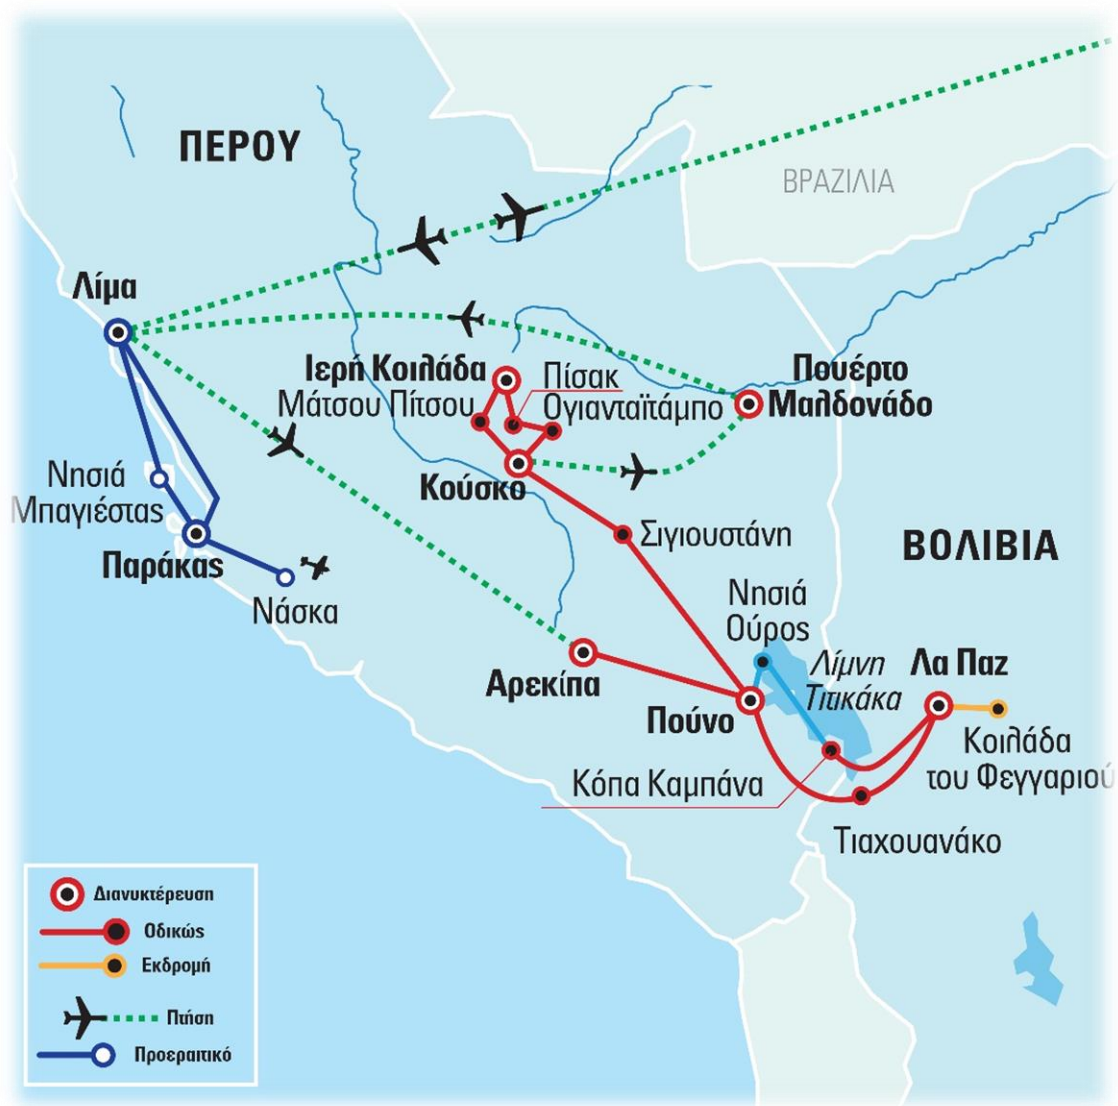 ΠΕΡΟΥ
ΒΡΑΖΙΛΙΑ
Λίμα
Ιερή Κοιλάδα
Μάτσου Πίτσου
Πίσακ
Ογιανταϊτάμπο
Πουέρτο
Μαλδονάδο
Κούσκο
Νησιά
Μπαγιέστας
Παράκας
Νάσκα
Σιγιουστάνη
ΒΟΛΙΒΙΑ
Νησιά
Ούρος
Λίμνη
Τιτικάκα
Λα Παζ
Αρεκίπα
Πούνο
Κοιλάδα
του Φεγγαριού
Κόπα Καμπάνα
Τιαχουανάκο
Διανυκτέρευση
Οδικώς
Εκδρομή
Πτήση
Προεραιτικό